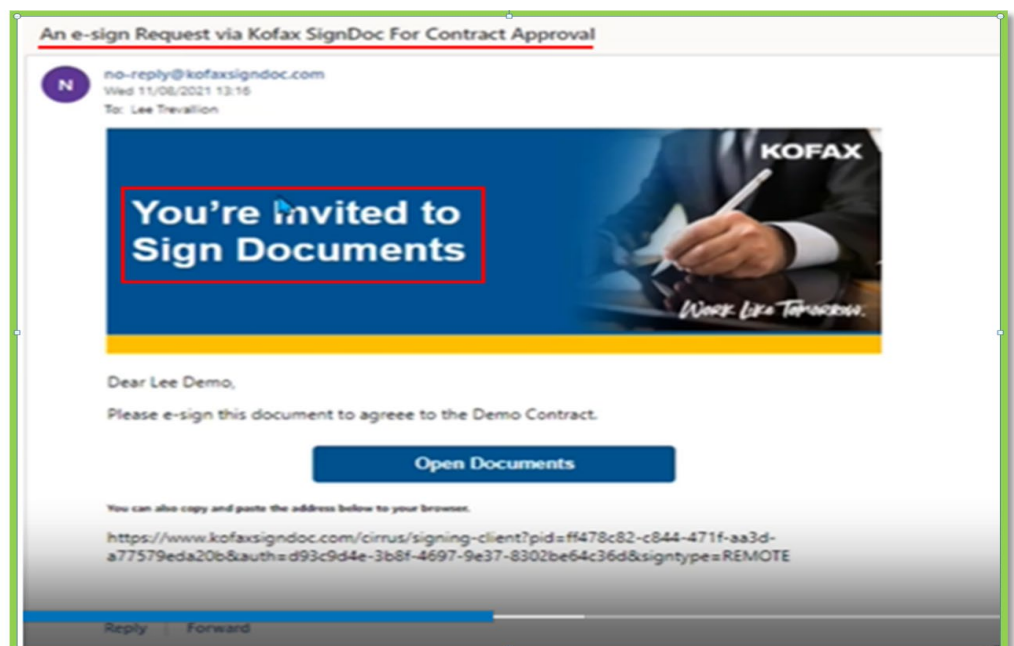 An e-sign Request via Kofax SignDoc For Contract Approval
N
no-reply@kofaxsigndoc.com
Wed 11/08/2021 13:16
To: Lee Trevallion
KOFAX
You're Invited to
Sign Documents
Work Like Tomorrow.
Dear Lee Demo,
Please e-sign this document to agreee to the Demo Contract.
Open Documents
You can also copy and paste the address below to your browser.
https://www.kofaxsigndoc.com/cirrus/signing-client?pid=ff478c82-c844-471f-aa3d-
a77579eda20b&auth=d93c9d4e-3b8f-4697-9e37-8302be64c36d&signtype=REMOTE
Reply
Forward